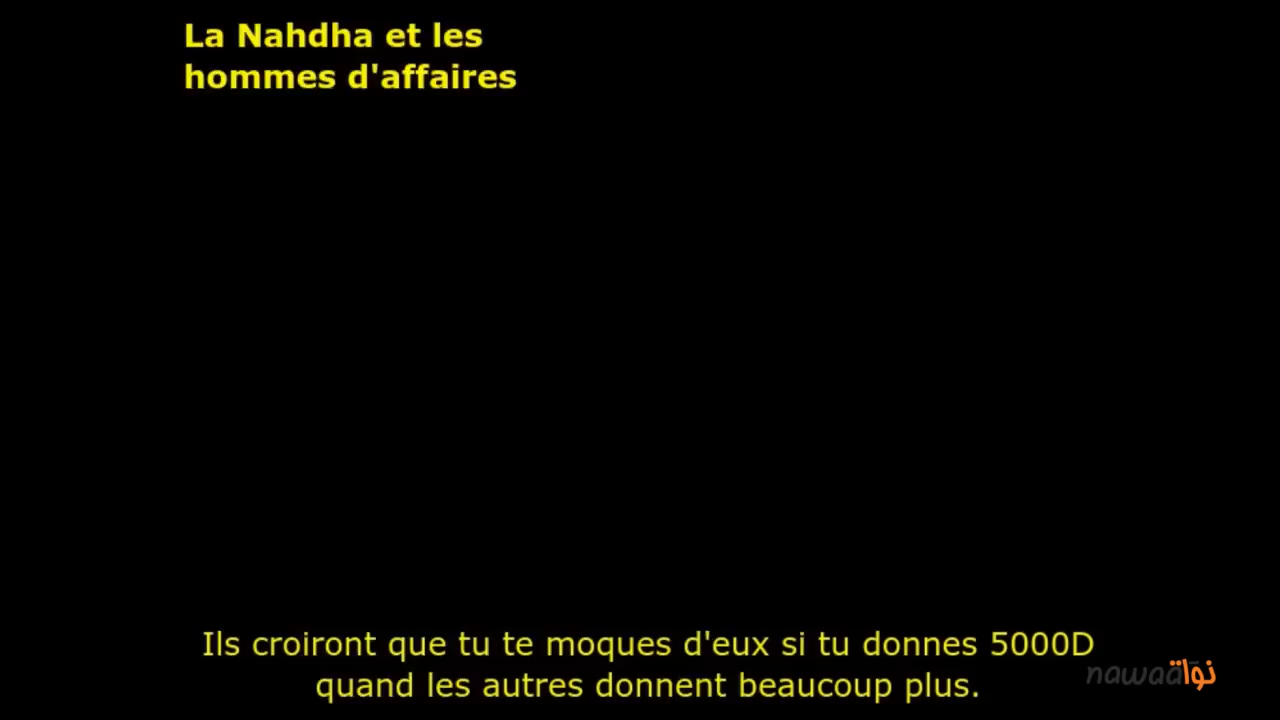 La Nahdha et les
hommes d'affaires
Ils croiront que tu te moques d'eux si tu donnes 5000D
quand les autres donnent beaucoup plus.
nawaat نواة